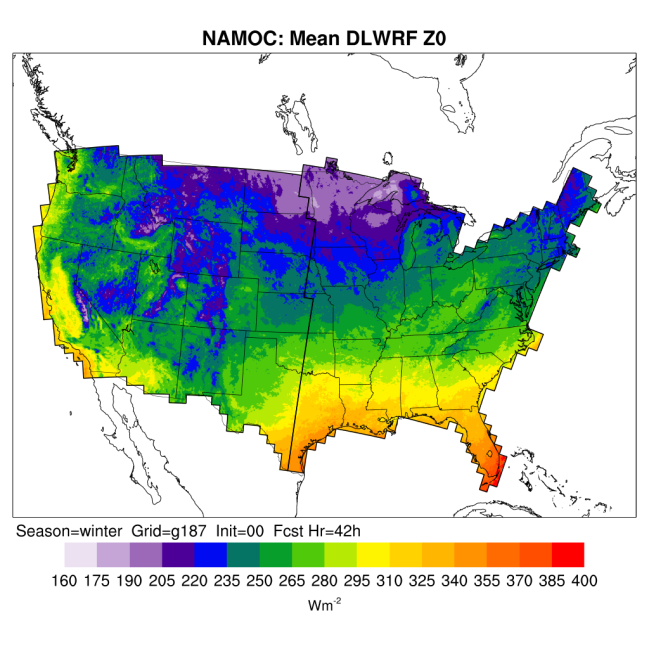 NAMOC: Mean DLWRF Z0
Season=winter Grid=g187 Init=00 Fcst Hr=42h
160 175 190 205 220 235 250 265 280 295 310 325 340 355 370 385 400
Wm-2